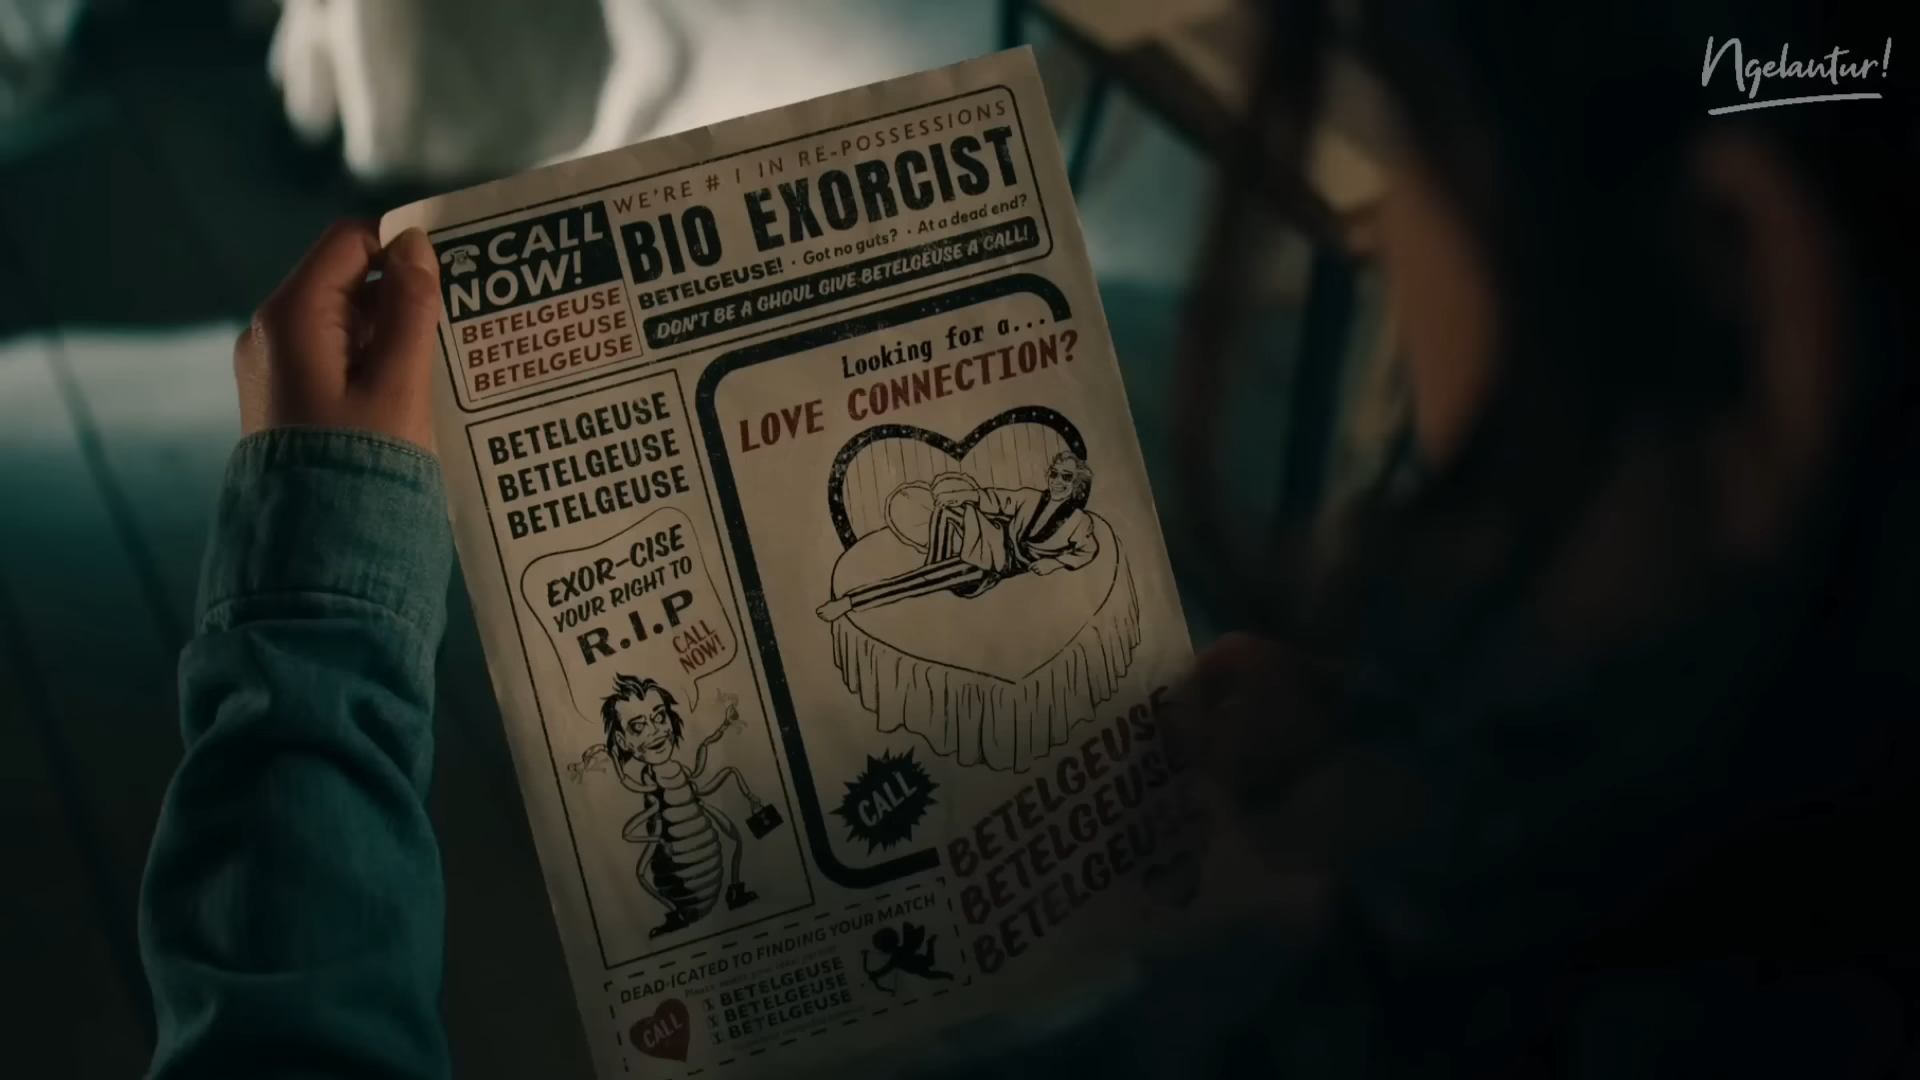 Ngelantur!
WE'RE # 1 IN RE-POSSESSIONS
CALL
NOW!
BIO EXORCIST
BETELGEUSE! · Got no guts? · At a dead end?
DON'T BE A GHOUL GIVE BETELGEUSE A CALL!
BETELGEUSE
BETELGEUSE
BETELGEUSE
BETELGEUSE
BETELGEUSE
BETELGEUSE
EXOR-CISE
YOUR RIGHT TO
R.I.P
CALL
NOW!
Looking for a...
LOVE CONNECTION?
CALL
BETELGEUSE
BETELGEUSE
BETELGEUSE
DEAD-ICATED TO FINDING YOUR MATCH
CALL
BETELGEUSE
BETELGEUSE
BETELGEUSE